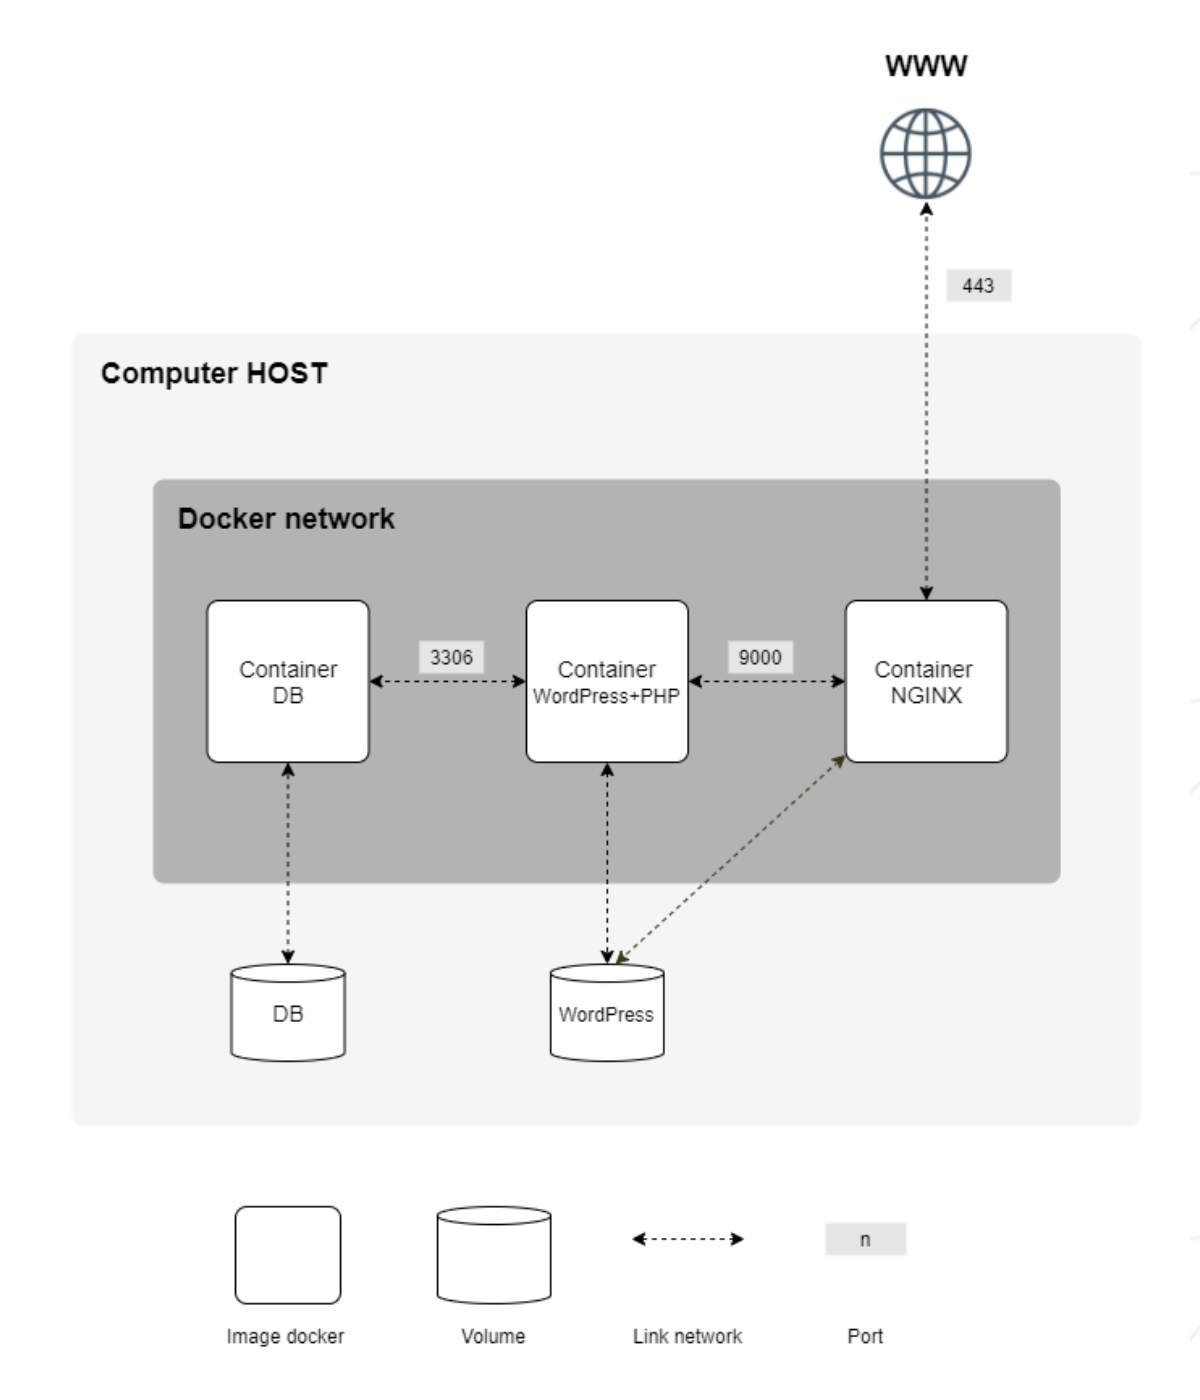 WWW
443
Computer HOST
Docker network
Container
DB
3306
Container
WordPress+PHP
9000
Container
NGINX
DB
WordPress
n
Image docker
Volume
Link network
Port